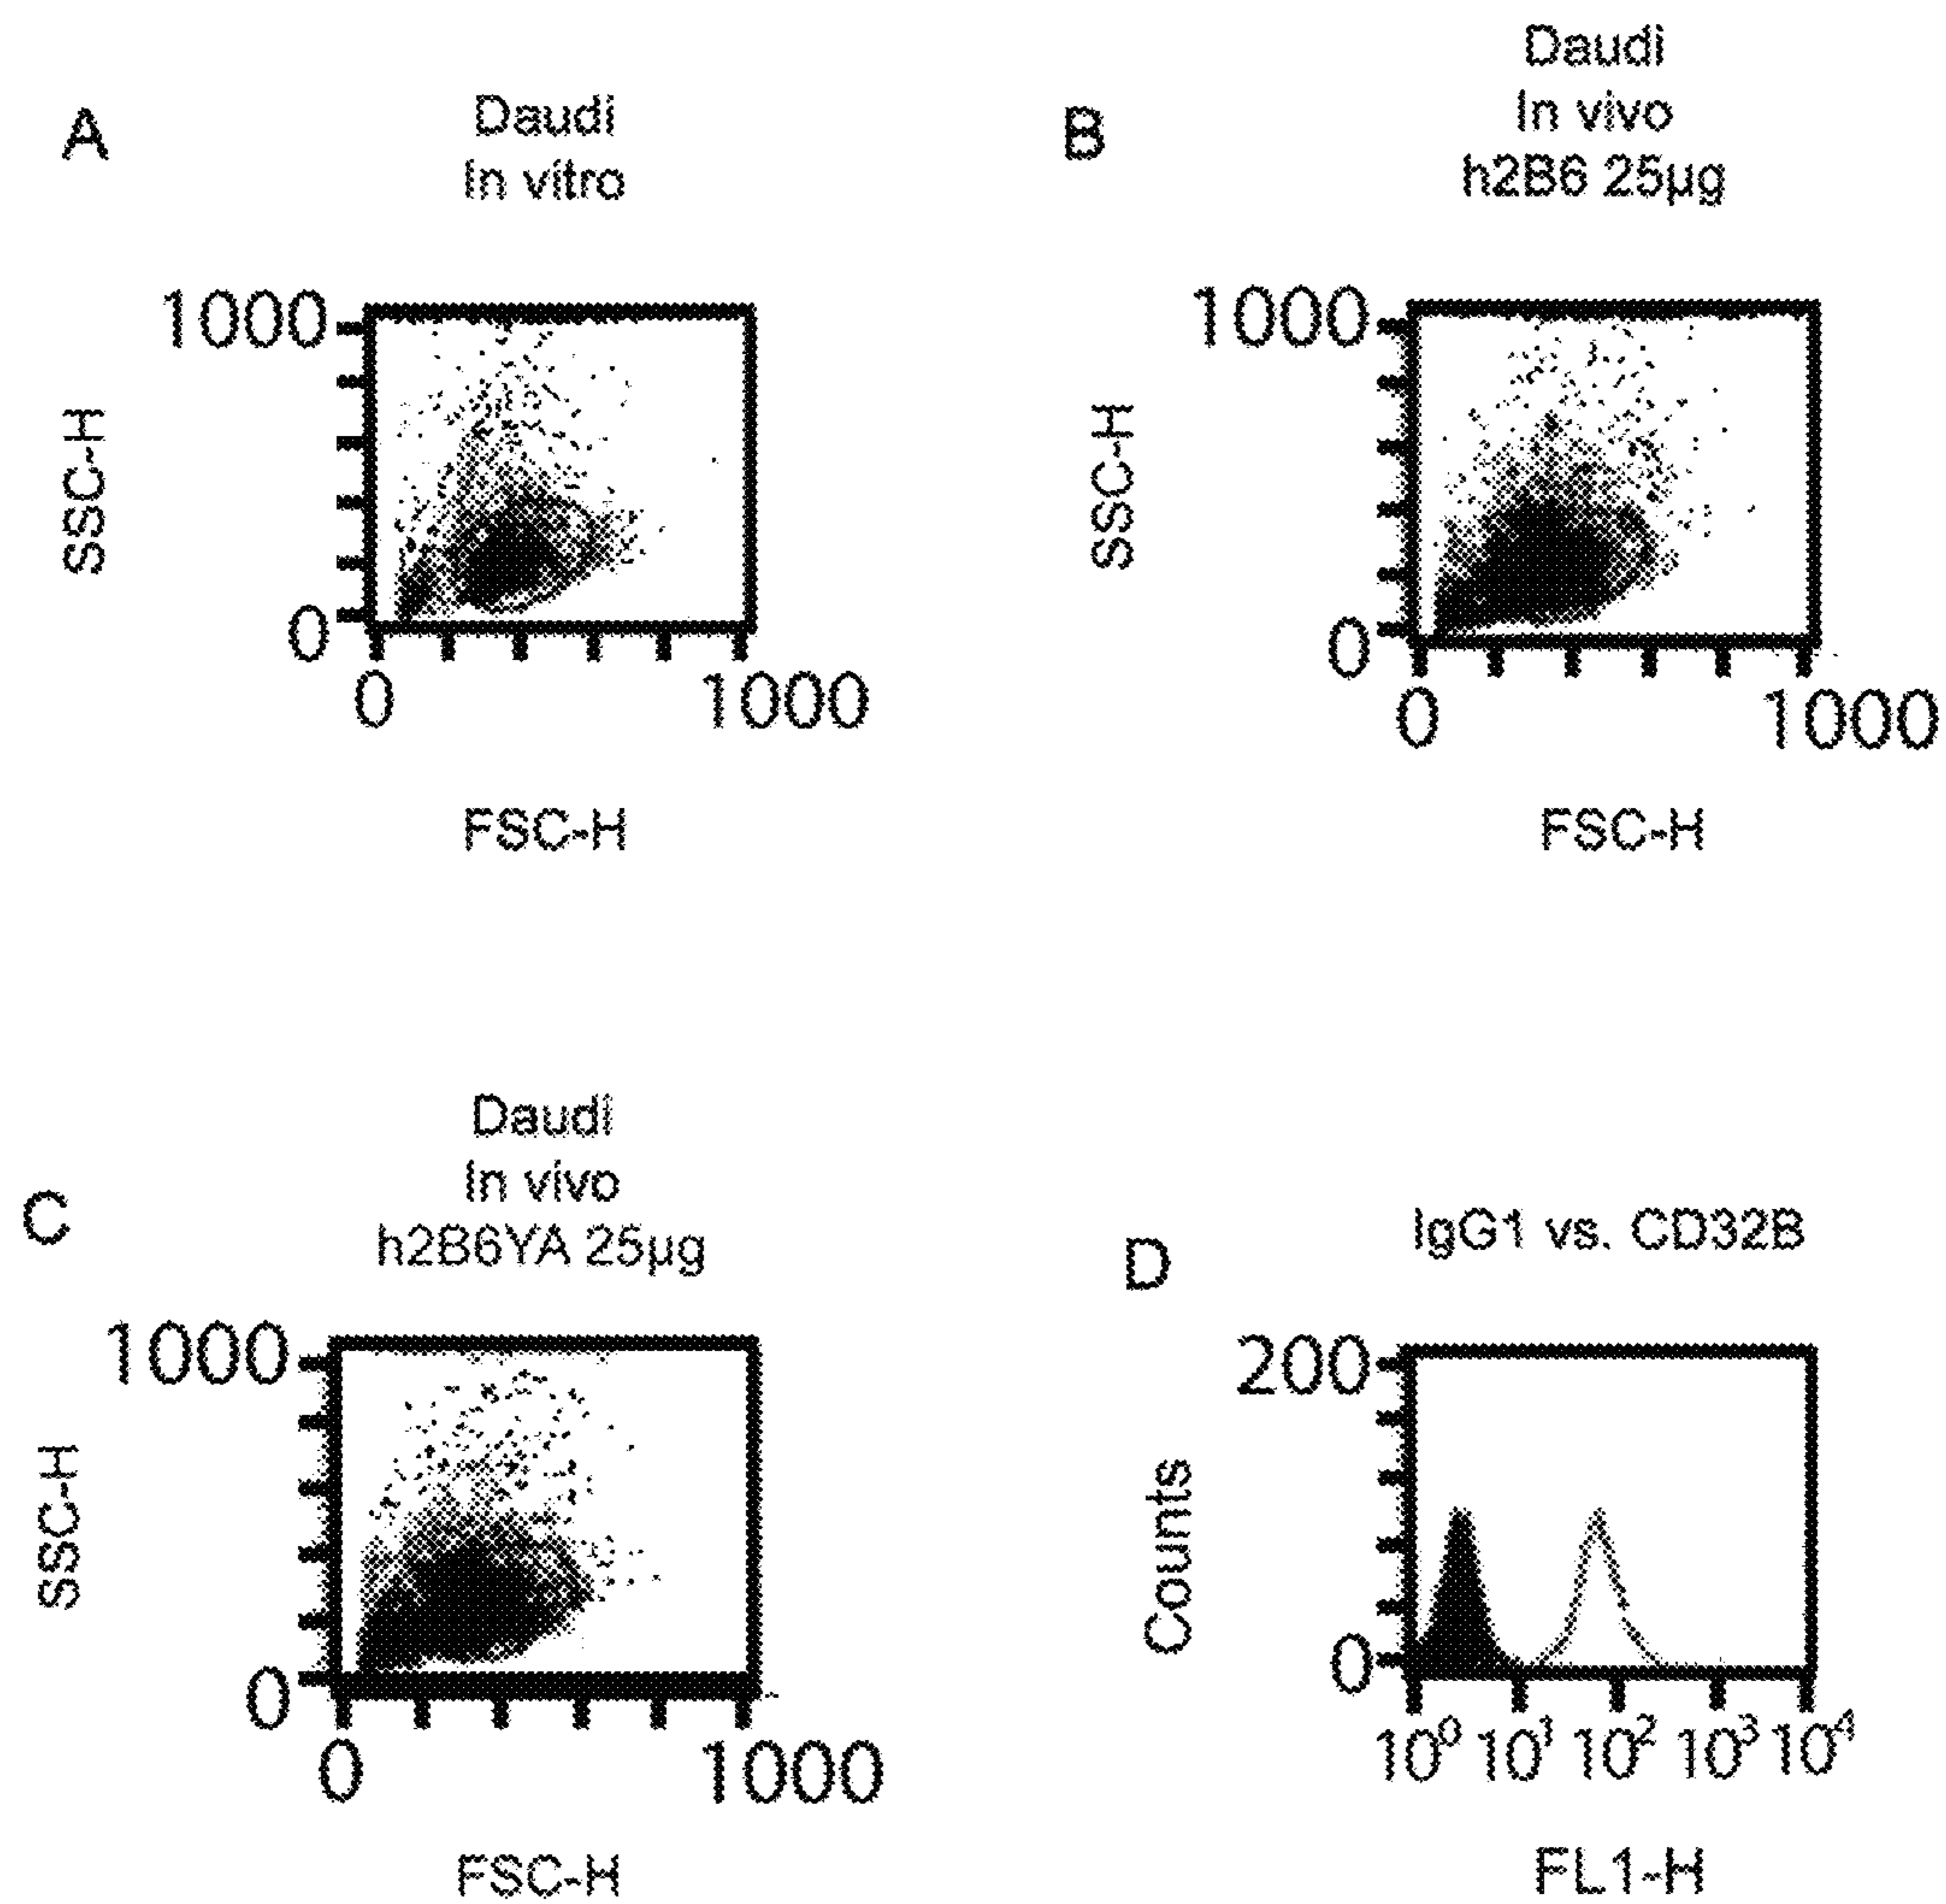 A
Daudi
In vitro
1000
SSC-H
0
0
1000
FSC-H
B
Daudi
In vivo
h2B6 25µg
1000
SSC-H
0
0
1000
FSC-H
C
Daudi
In vivo
h2B6YA 25µg
1000
SSC-H
0
0
1000
FSC-H
D
IgG1 vs. CD32B
200
Counts
0
10⁰ 10¹ 10² 10³ 10⁴
FL1-H